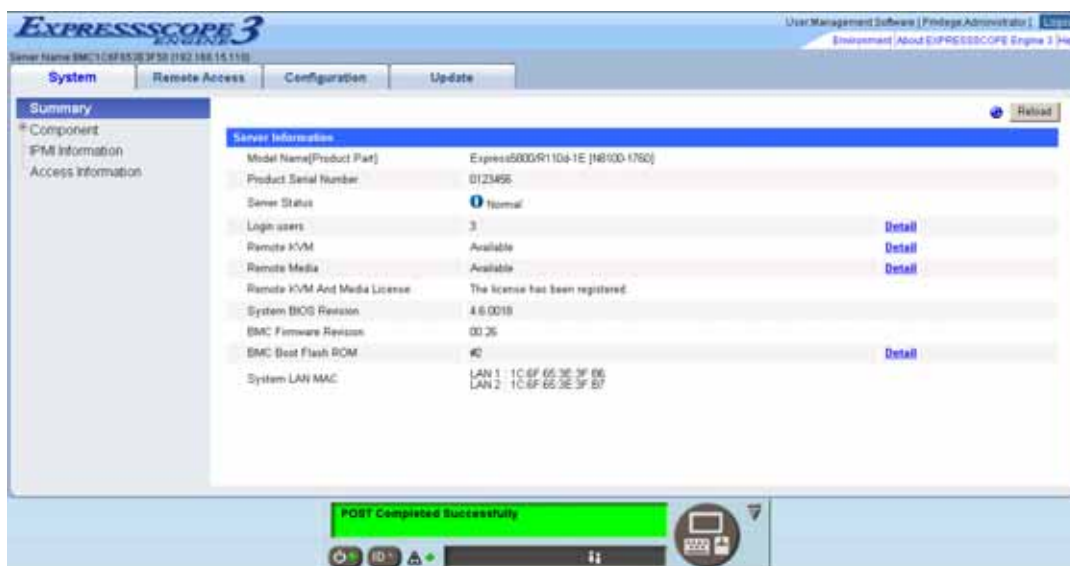 EXPRESSSCOPE
ENGINE 3
User:Management Software | Privilege:Administrator |
Environment | About EXPRESSSCOPE Engine 3
Server Name
System
Remote Access
Configuration
Update
Summary
Reload
Component
IPMI Information
Access Information
Server Information
Model Name[Product Part] Express5800/R110d-1E [N8100-1760]
Product Serial Number 0123456
Server Status Normal
Login users 3 Detail
Remote KVM Available Detail
Remote Media Available Detail
Remote KVM And Media License The license has been registered.
System BIOS Revision 4.6.0018
BMC Firmware Revision 00.26
BMC Boot Flash ROM #2 Detail
System LAN MAC LAN 1 : 1C:6F:65:3E:3F:B6
LAN 2 : 1C:6F:65:3E:3F:B7
POST Completed Successfully
ID